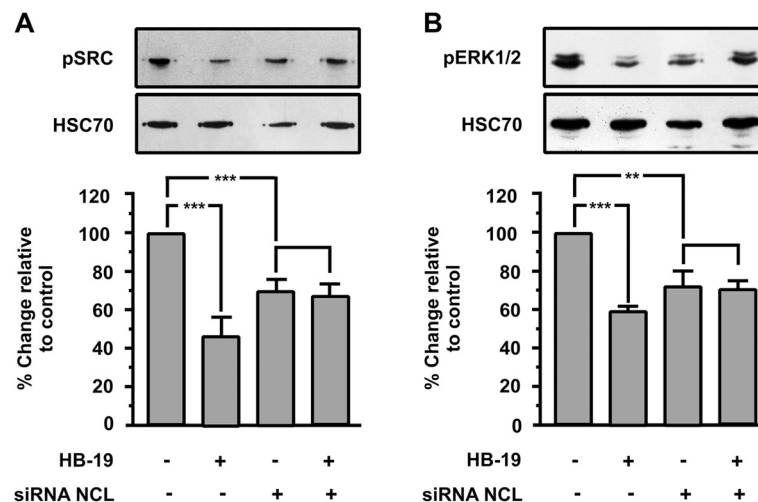 A
pSRC
HSC70
120
100
80
60
40
20
0
% Change relative
to control
***
***
HB-19 - + - +
siRNA NCL - - + +
B
pERK1/2
HSC70
120
100
80
60
40
20
0
% Change relative
to control
**
***
HB-19 - + - +
siRNA NCL - - + +